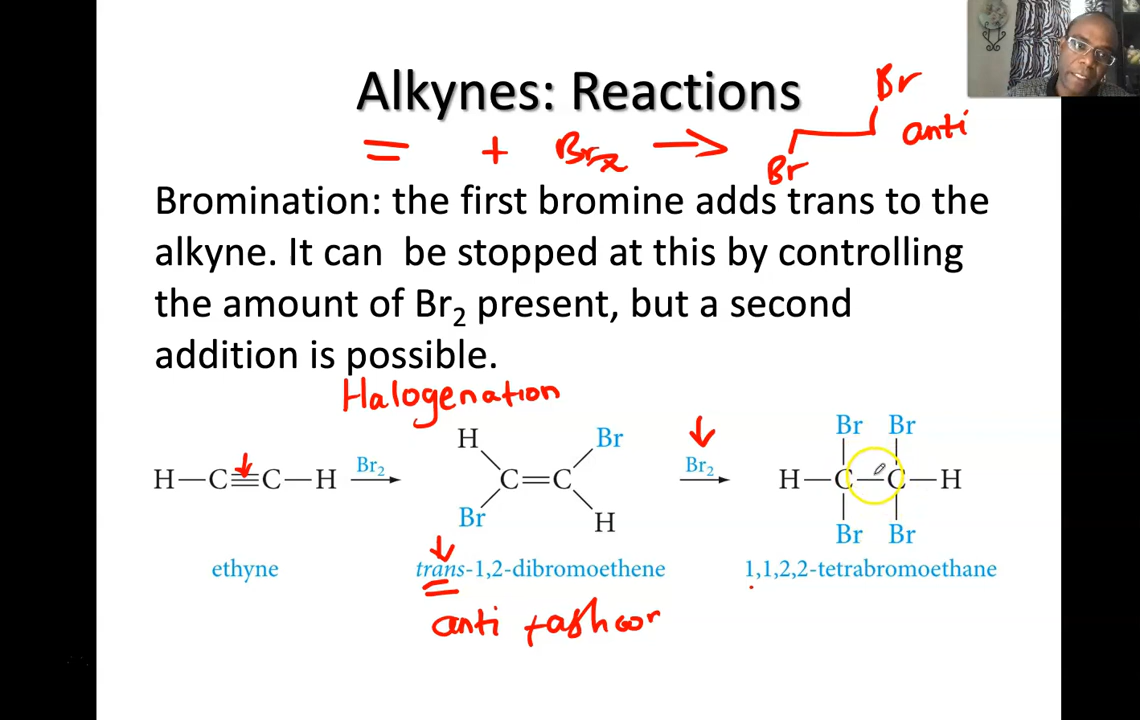 Alkynes: Reactions
= + Br2 → Br Br anti
Bromination: the first bromine adds trans to the
alkyne. It can be stopped at this by controlling
the amount of Br₂ present, but a second
addition is possible.
Halogenation
H Br Br₂ Br Br
H—C≡C—H Br₂ C=C H—C—C—H
Br H Br Br
ethyne trans-1,2-dibromoethene 1,1,2,2-tetrabromoethane
anti